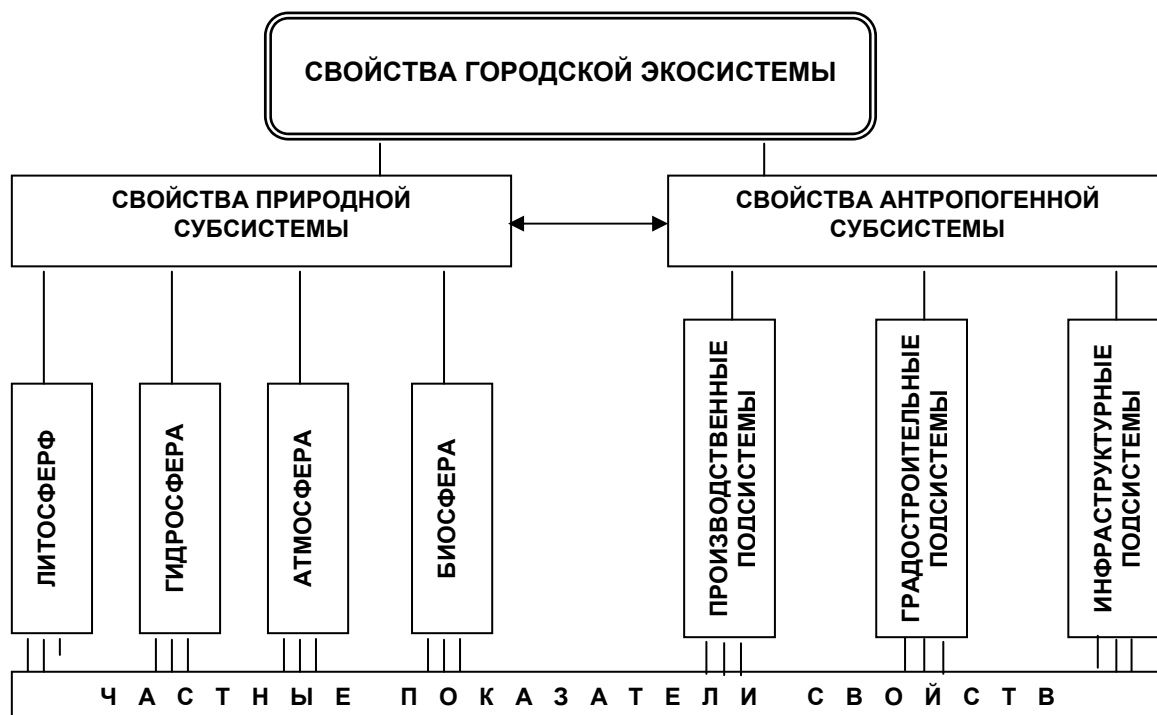 СВОЙСТВА ГОРОДСКОЙ ЭКОСИСТЕМЫ
СВОЙСТВА ПРИРОДНОЙ
СУБСИСТЕМЫ
СВОЙСТВА АНТРОПОГЕННОЙ
СУБСИСТЕМЫ
ЛИТОСФЕРФ
ГИДРОСФЕРА
АТМОСФЕРА
БИОСФЕРА
ПРОИЗВОДСТВЕННЫЕ
ПОДСИСТЕМЫ
ГРАДОСТРОИТЕЛЬНЫЕ
ПОДСИСТЕМЫ
ИНФРАСТРУКТУРНЫЕ
ПОДСИСТЕМЫ
Ч А С Т Н Ы Е П О К А З А Т Е Л И С В О Й С Т В